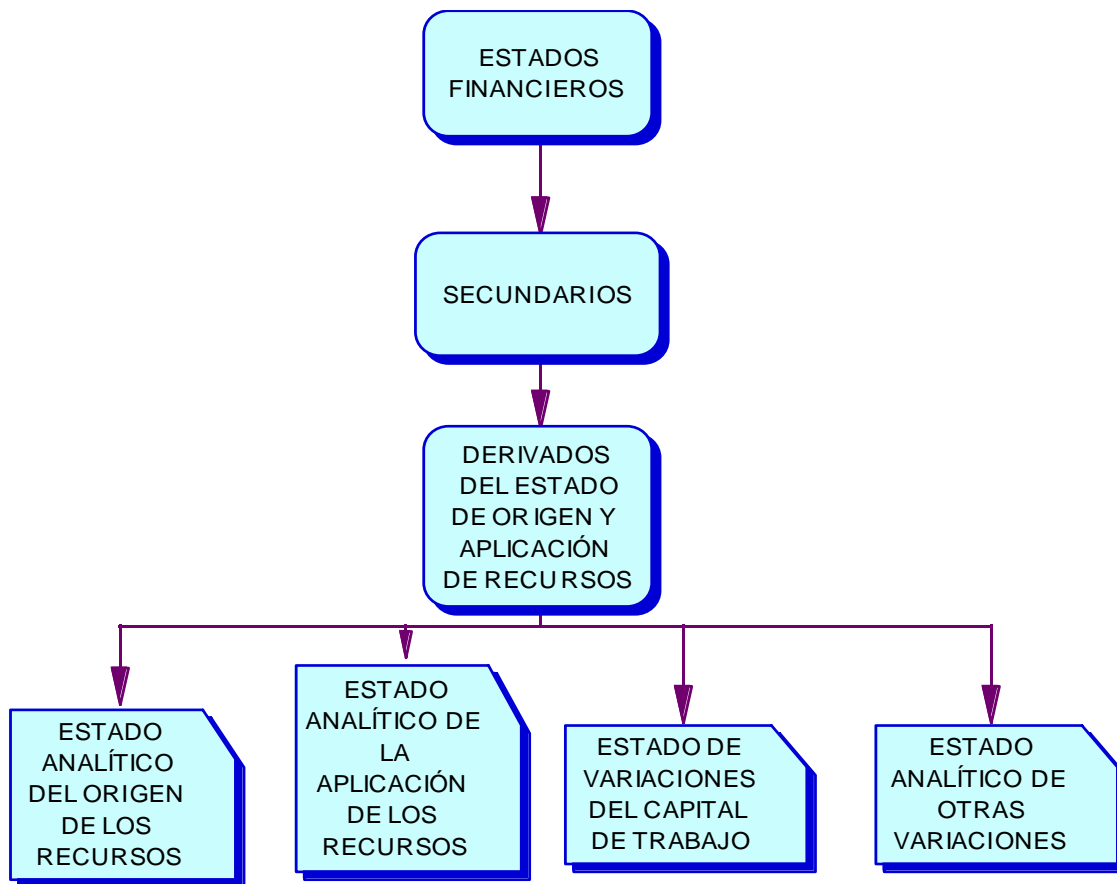 ESTADOS
FINANCIEROS
SECUNDARIOS
DERIVADOS
DEL ESTADO
DE ORIGEN Y
APLICACIÓN
DE RECURSOS
ESTADO
ANALÍTICO
DEL ORIGEN
DE LOS
RECURSOS
ESTADO
ANALÍTICO DE
LA
APLICACIÓN
DE LOS
RECURSOS
ESTADO DE
VARIACIONES
DEL CAPITAL
DE TRABAJO
ESTADO
ANALÍTICO DE
OTRAS
VARIACIONES